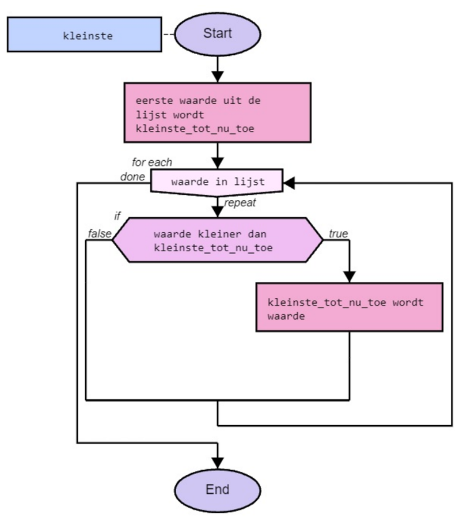 kleinste
Start
eerste waarde uit de
lijst wordt
kleinste_tot_nu_toe
for each
done
waarde in lijst
repeat
if
false
waarde kleiner dan
kleinste_tot_nu_toe
true
kleinste_tot_nu_toe wordt
waarde
End